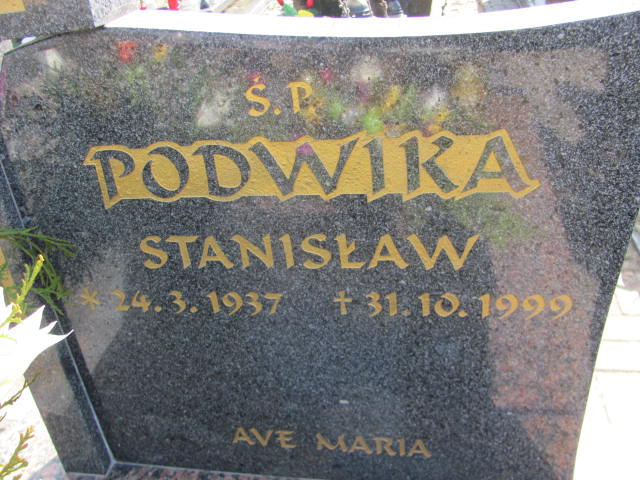 Ś.P.
PODWIKA
STANISŁAW
* 24.3.1937 † 31.10.1999
AVE MARIA